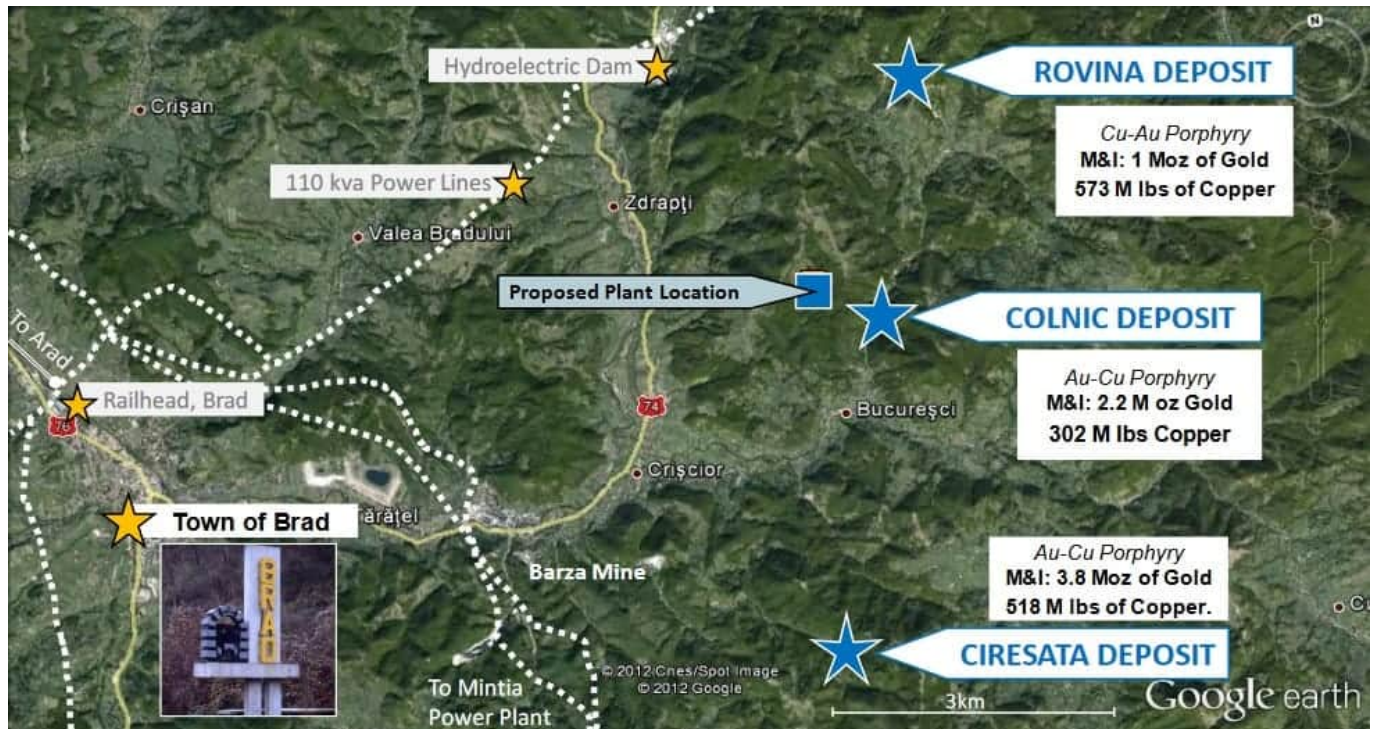 N
Hydroelectric Dam
ROVINA DEPOSIT
Crişan
Cu-Au Porphyry
M&I: 1 Moz of Gold
573 M lbs of Copper
110 kva Power Lines
Zdrapţi
Valea Bradului
Proposed Plant Location
COLNIC DEPOSIT
To Arad
Au-Cu Porphyry
M&I: 2.2 M oz Gold
302 M lbs Copper
Railhead, Brad
76
74
Bucureşci
Crişcior
Town of Brad
ărăţel
Au-Cu Porphyry
M&I: 3.8 Moz of Gold
518 M lbs of Copper.
Barza Mine
CIRESATA DEPOSIT
© 2012 Cnes/Spot Image
© 2012 Google
To Mintia
Power Plant
3km
Google earth